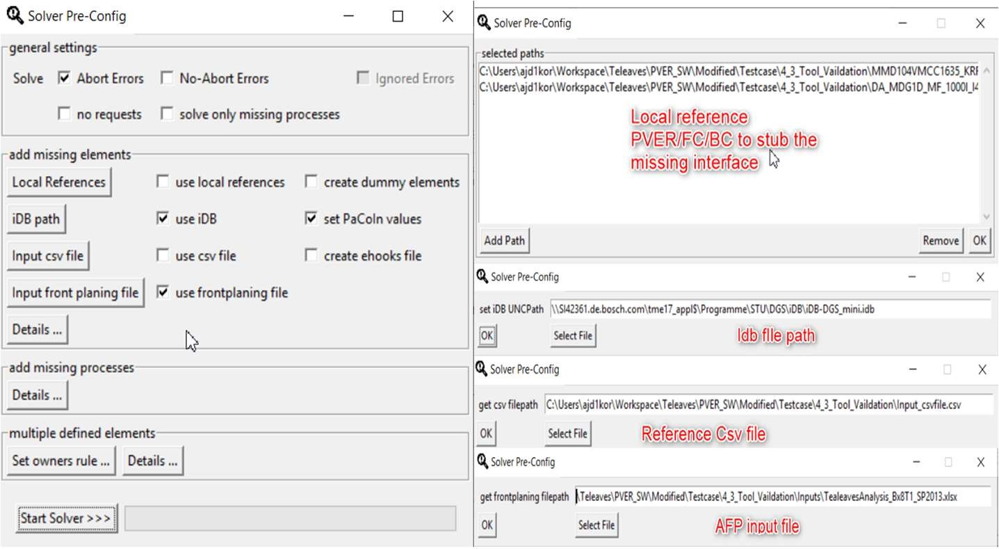 Solver Pre-Config
general settings
Solve Abort Errors No-Abort Errors Ignored Errors
no requests solve only missing processes
add missing elements
Local References use local references create dummy elements
iDB path use iDB set PaCoIn values
Input csv file use csv file create ehooks file
Input front planing file use frontplaning file
Details ...
add missing processes
Details ...
multiple defined elements
Set owners rule ... Details ...
Start Solver >>>
Solver Pre-Config
selected paths
C:\Users\ajd1kor\Workspace\Teleaves\PVER_SW\Modified\Testcase\4_3_Tool_Vaildation\MMD104VMCC1635_KRF
C:\Users\ajd1kor\Workspace\Teleaves\PVER_SW\Modified\Testcase\4_3_Tool_Vaildation\DA_MDG1D_MF_1000I_I4
Local reference
PVER/FC/BC to stub the
missing interface
Add Path Remove OK
Solver Pre-Config
set iDB UNCPath \\SI42361.de.bosch.com\tme17_appl$\Programme\STU\DGS\iDB\iDB-DGS_mini.idb
OK Select File Idb file path
Solver Pre-Config
get csv filepath C:\Users\ajd1kor\Workspace\Teleaves\PVER_SW\Modified\Testcase\4_3_Tool_Vaildation\Input_csvfile.csv
OK Select File Reference Csv file
Solver Pre-Config
get frontplaning filepath \Teleaves\PVER_SW\Modified\Testcase\4_3_Tool_Vaildation\Inputs\TealeavesAnalysis_Bx8T1_SP2013.xlsx
OK Select File AFP input file